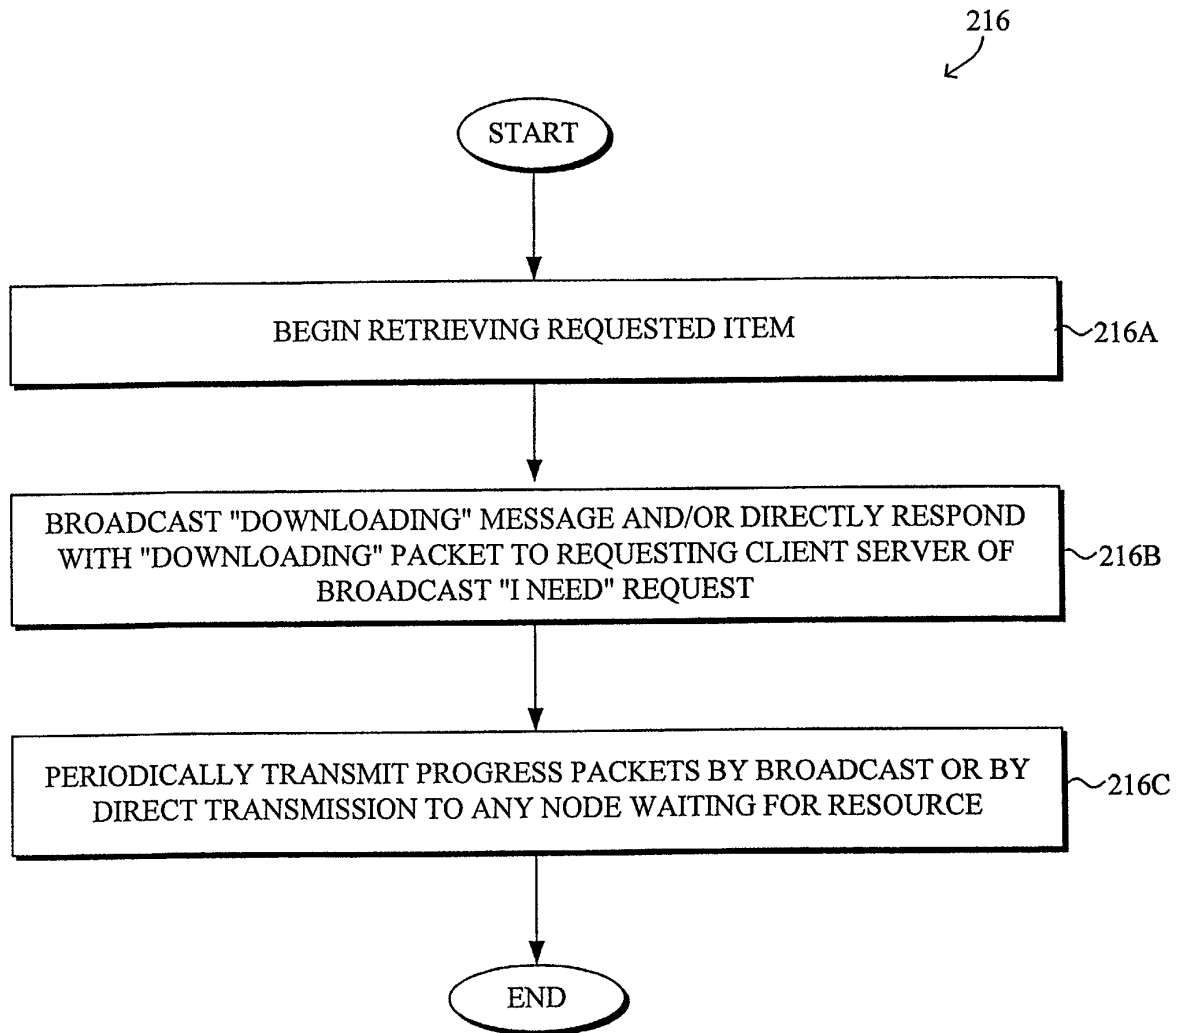 216
START
BEGIN RETRIEVING REQUESTED ITEM
216A
BROADCAST "DOWNLOADING" MESSAGE AND/OR DIRECTLY RESPOND
WITH "DOWNLOADING" PACKET TO REQUESTING CLIENT SERVER OF
BROADCAST "I NEED" REQUEST
216B
PERIODICALLY TRANSMIT PROGRESS PACKETS BY BROADCAST OR BY
DIRECT TRANSMISSION TO ANY NODE WAITING FOR RESOURCE
216C
END